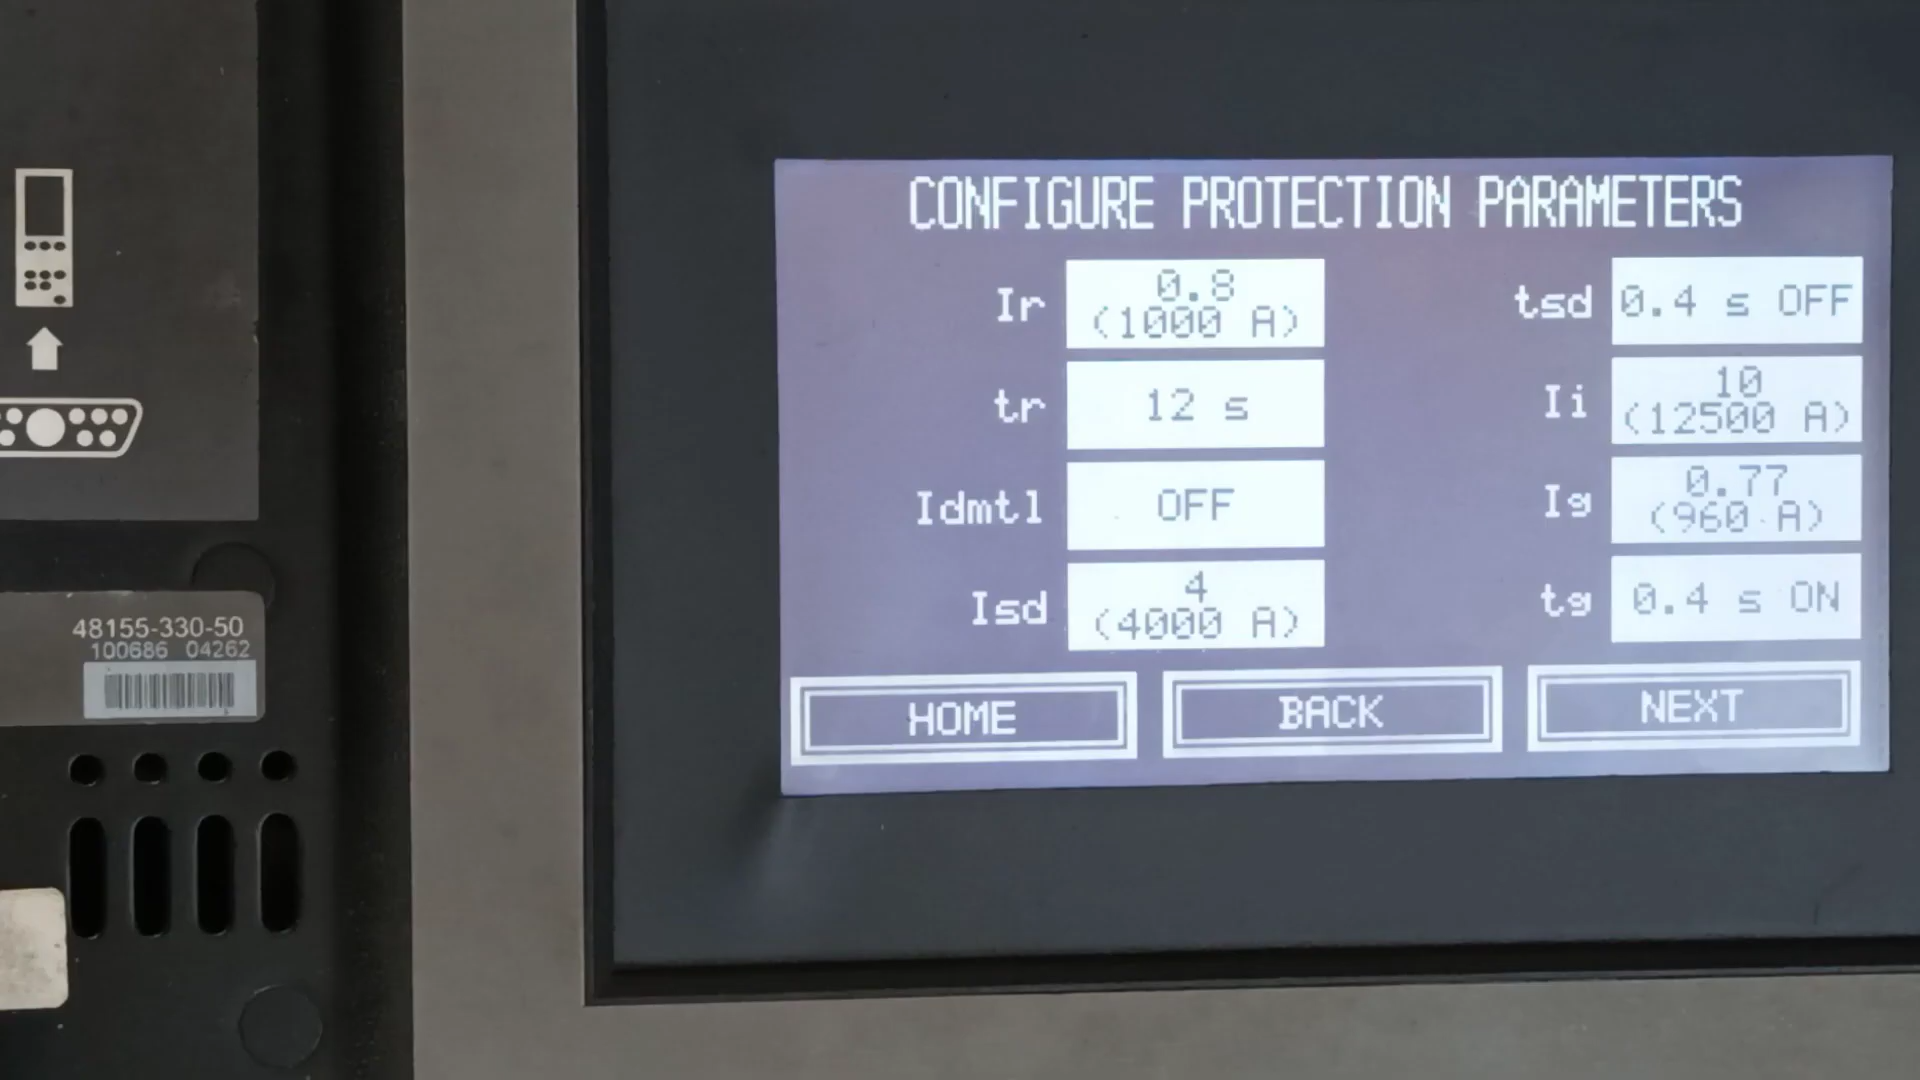 CONFIGURE PROTECTION PARAMETERS
Ir 0.8 (1000 A)
tr 12 s
Idmtl OFF
Isd 4 (4000 A)
tsd 0.4 s OFF
Ii 10 (12500 A)
Ig 0.77 (960 A)
tg 0.4 s ON
HOME BACK NEXT
48155-330-50
100686 04262